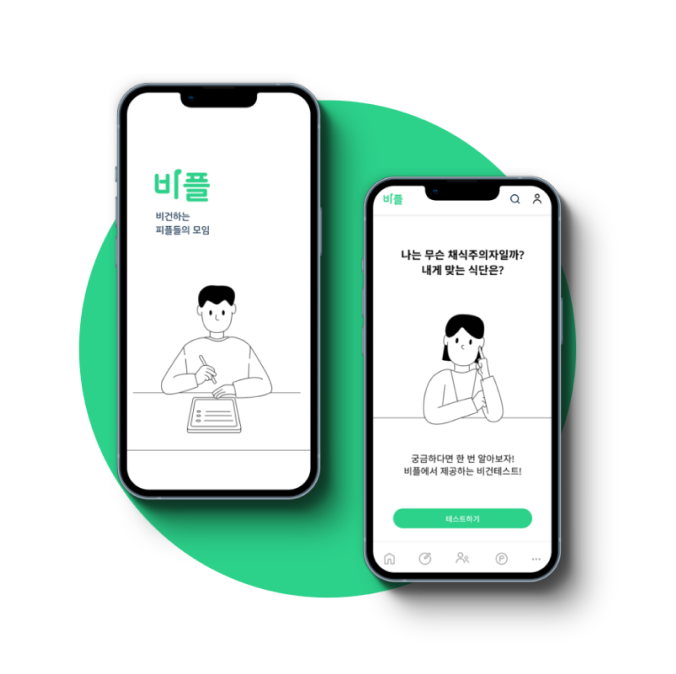 비플
비건하는
피플들의 모임
비플
나는 무슨 채식주의자일까?
내게 맞는 식단은?
궁금하다면 한 번 알아보자!
비플에서 제공하는 비건테스트!
테스트하기
P